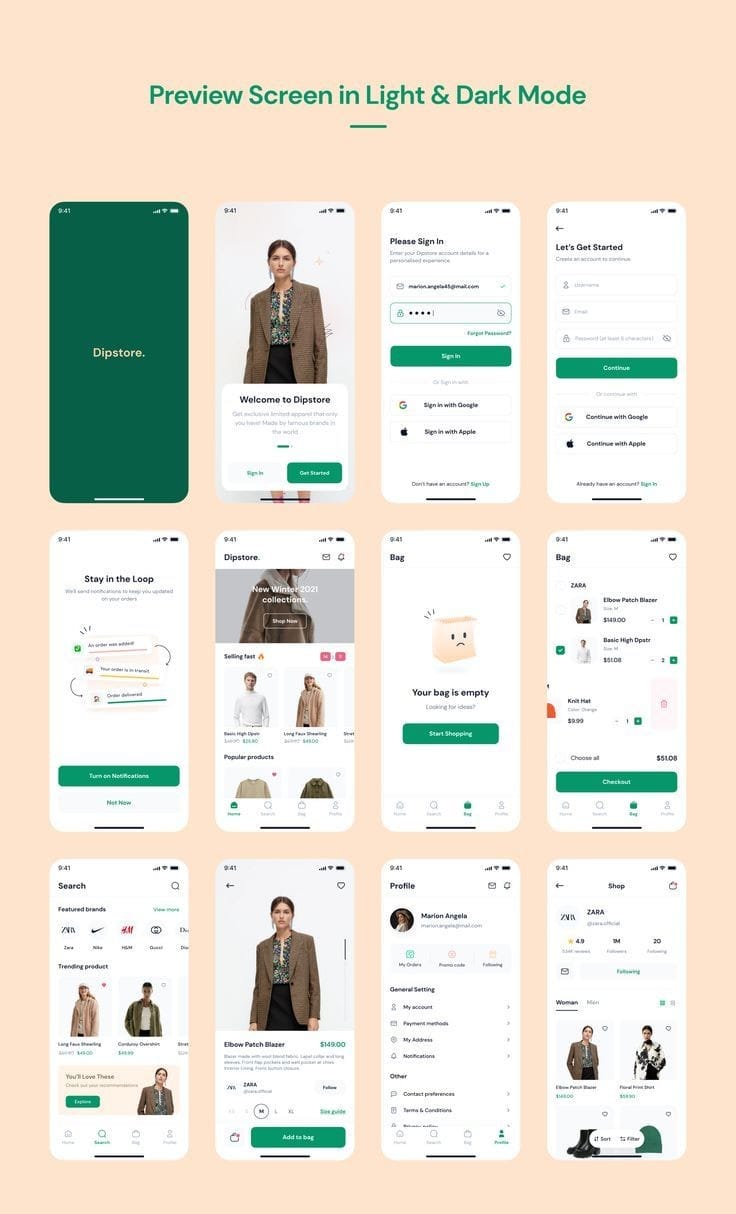 Preview Screen in Light & Dark Mode
9:41
Dipstore.
9:41
Welcome to Dipstore
Get exclusive limited apparel that only
you have! Made by famous brands in
the world
Sign In
Get Started
9:41
Please Sign In
Enter your Dipstore account details for a
personalised experience.
marion.angela45@mail.com
Forgot Password?
Sign In
Or Sign in with
Sign in with Google
Sign in with Apple
Don't have an account? Sign Up
9:41
Let's Get Started
Create an account to continue.
Username
Email
Password (at least 8 characters)
Continue
Or continue with
Continue with Google
Continue with Apple
Already have an account? Sign In
9:41
Stay in the Loop
We'll send notifications to keep you updated
on your orders
An order was added!
Your order is in transit
Order delivered
Turn on Notifications
Not Now
9:41
Dipstore.
New Winter 2021
collections.
Shop Now
Selling fast
Basic High Dpstr
$25.80
Long Faux Shearling
$49.00
Stret
Popular products
Home
Search
Bag
Profile
9:41
Bag
Your bag is empty
Looking for ideas?
Start Shopping
Home
Search
Bag
Profile
9:41
Bag
ZARA
Elbow Patch Blazer
Size: M
$149.00
- 1 +
Basic High Dpstr
Size: M
$51.08
- 2 +
Knit Hat
Color: Orange
$9.99
- 1 +
Choose all
$51.08
Checkout
Home
Search
Bag
Profile
9:41
Search
Featured brands
View more
ZARA
H&M
Zara
Nike
H&M
Gucci
Trending product
Long Faux Shearling
$49.00
Corduroy Overshirt
$49.99
Stret
You'll Love These
Check out your recommendations
Explore
Home
Search
Bag
Profile
9:41
Elbow Patch Blazer
$149.00
Blazer made with wool blend fabric. Lapel collar and long
sleeves. Front flap pockets and welt pocket at chest
Interior Lining. Front button closure.
ZARA
ZARA
@zara.official
Follow
XS
S
M
L
XL
Size guide
Add to bag
9:41
Profile
Marion Angela
marion.angela@mail.com
My Orders
Promo code
Following
General Setting
My account
Payment methods
My Address
Notifications
Other
Contact preferences
Terms & Conditions
Privacy policy
Home
Search
Bag
Profile
9:41
Shop
ZARA
ZARA
@zara.official
4.9
reviews
1M
Followers
20
Following
Following
Woman
Men
Elbow Patch Blazer
$149.00
Floral Print Shirt
$59.90
Sort
Filter